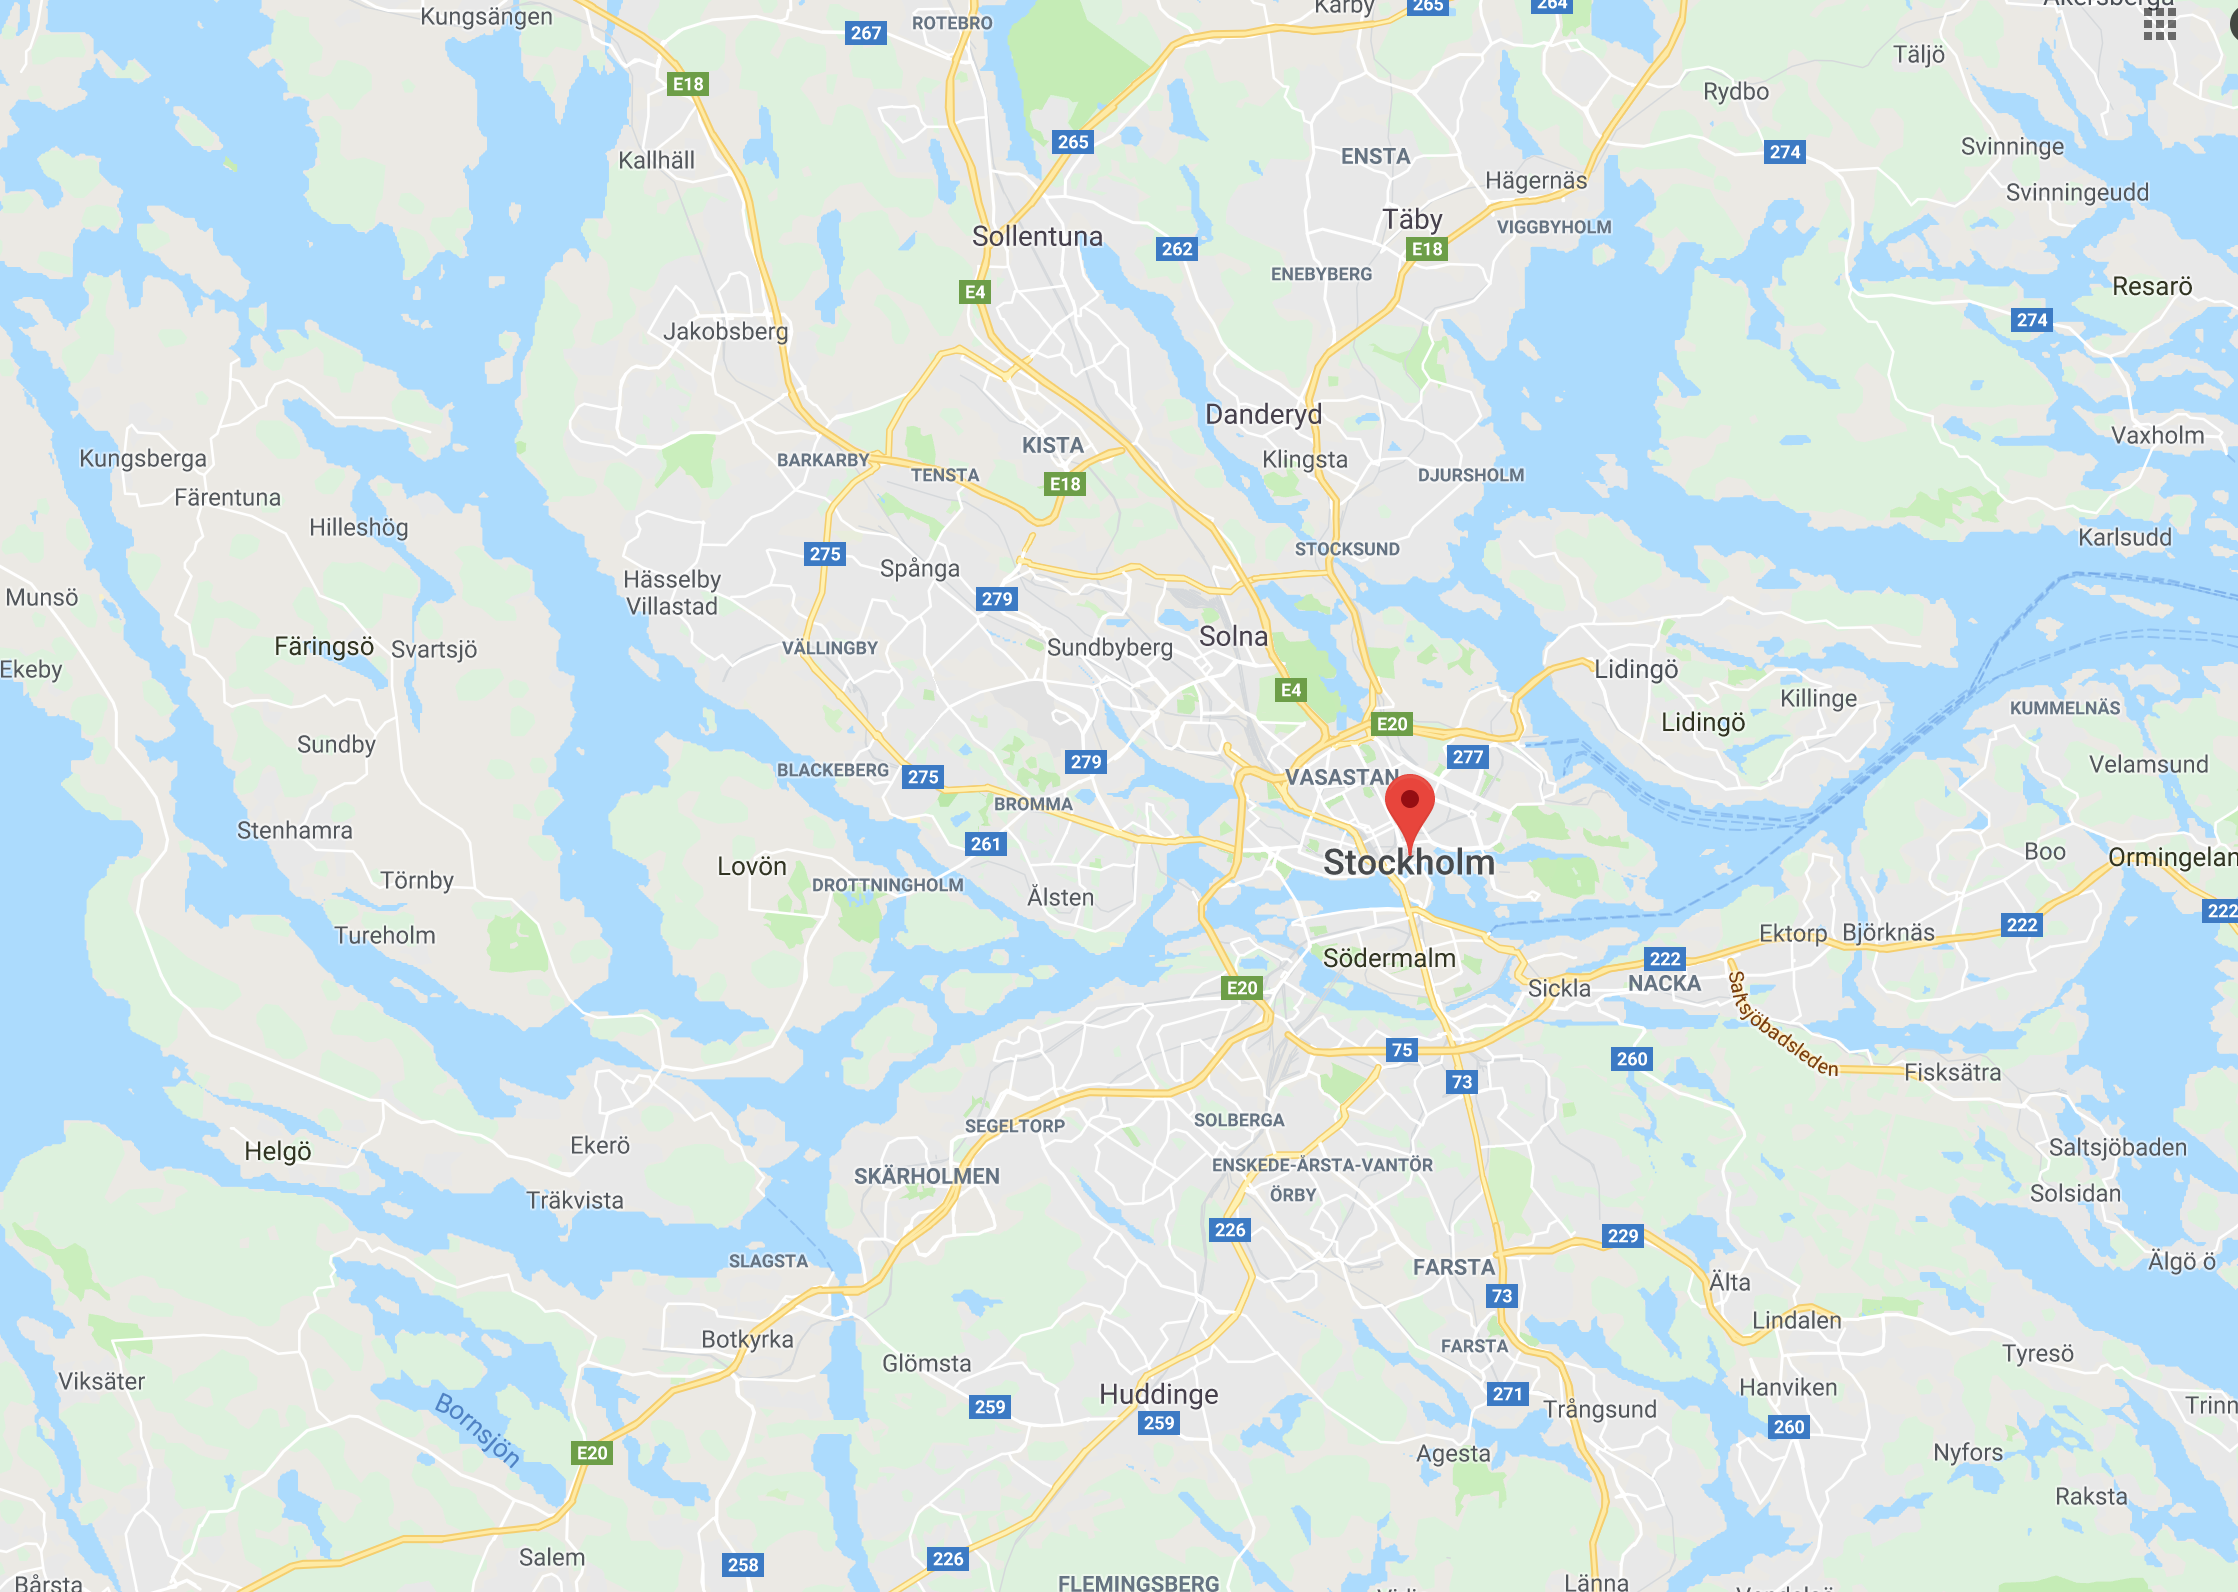 Kungsängen
267
ROTEBRO
Karby
265
264
Åkersberga
E18
Täljö
Rydbo
265
ENSTA
274
Svinninge
Kallhäll
Hägernäs
Svinningeudd
Täby
VIGGBYHOLM
Sollentuna
262
E18
ENEBYBERG
Resarö
E4
274
Jakobsberg
Danderyd
Vaxholm
KISTA
Kungsberga
BARKARBY
Klingsta
TENSTA
DJURSHOLM
E18
Färentuna
Hilleshög
Karlsudd
275
STOCKSUND
Spånga
Hässelby
Villastad
Munsö
279
Solna
Färingsö
Svartsjö
VÄLLINGBY
Sundbyberg
Ekeby
Lidingö
E4
Killinge
KUMMELNÄS
E20
Lidingö
Sundby
277
279
Velamsund
BLACKEBERG
275
VASASTAN
BROMMA
Stenhamra
261
Boo
Ormingelan
Lovön
Stockholm
Törnby
DROTTNINGHOLM
Ålsten
222
222
Tureholm
Ektorp
Björknäs
Södermalm
222
E20
Sickla
NACKA
Saltsjöbadsleden
75
260
Fisksätra
73
SEGELTORP
SOLBERGA
Helgö
Ekerö
Saltsjöbaden
SKÄRHOLMEN
ENSKEDE-ÅRSTA-VANTÖR
ÖRBY
Solsidan
Träkvista
226
229
SLAGSTA
FARSTA
Älgö ö
Älta
73
Lindalen
Botkyrka
FARSTA
Tyresö
Glömsta
Viksäter
Huddinge
271
Hanviken
259
259
Trångsund
Trinn
Bornsjön
260
E20
Agesta
Nyfors
Raksta
Salem
258
226
Bårsta
FLEMINGSBERG
Länna